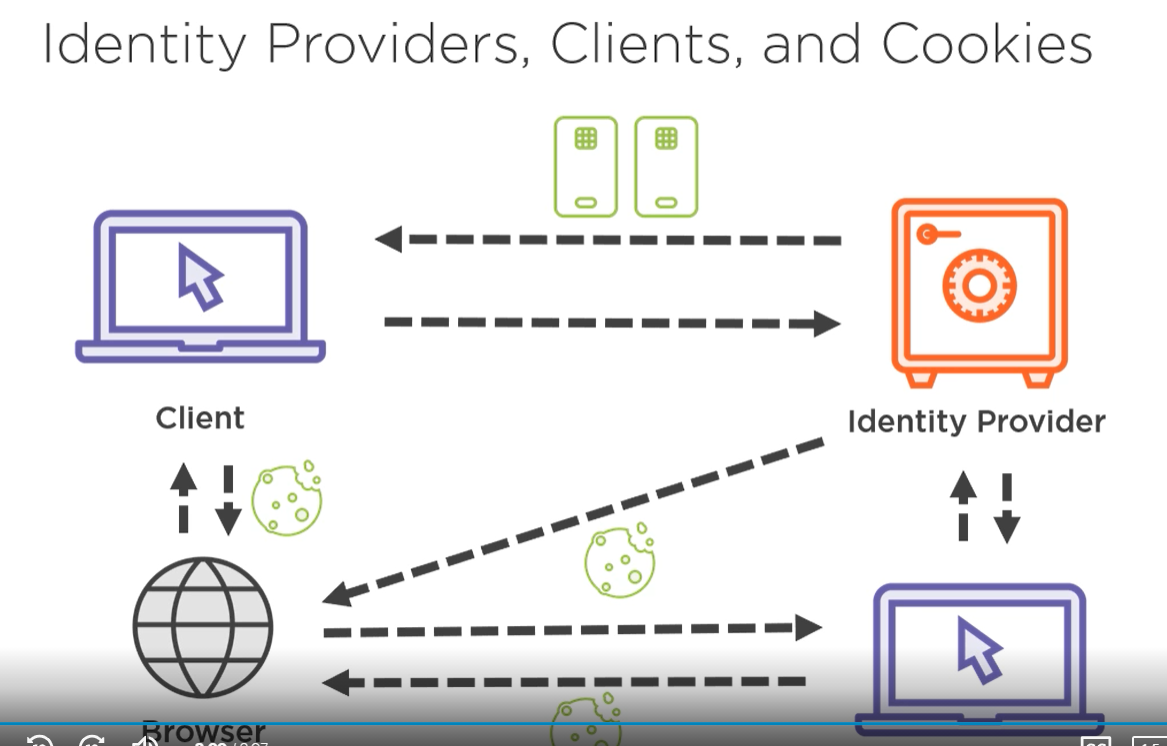 Identity Providers, Clients, and Cookies
Client
Identity Provider
Browser